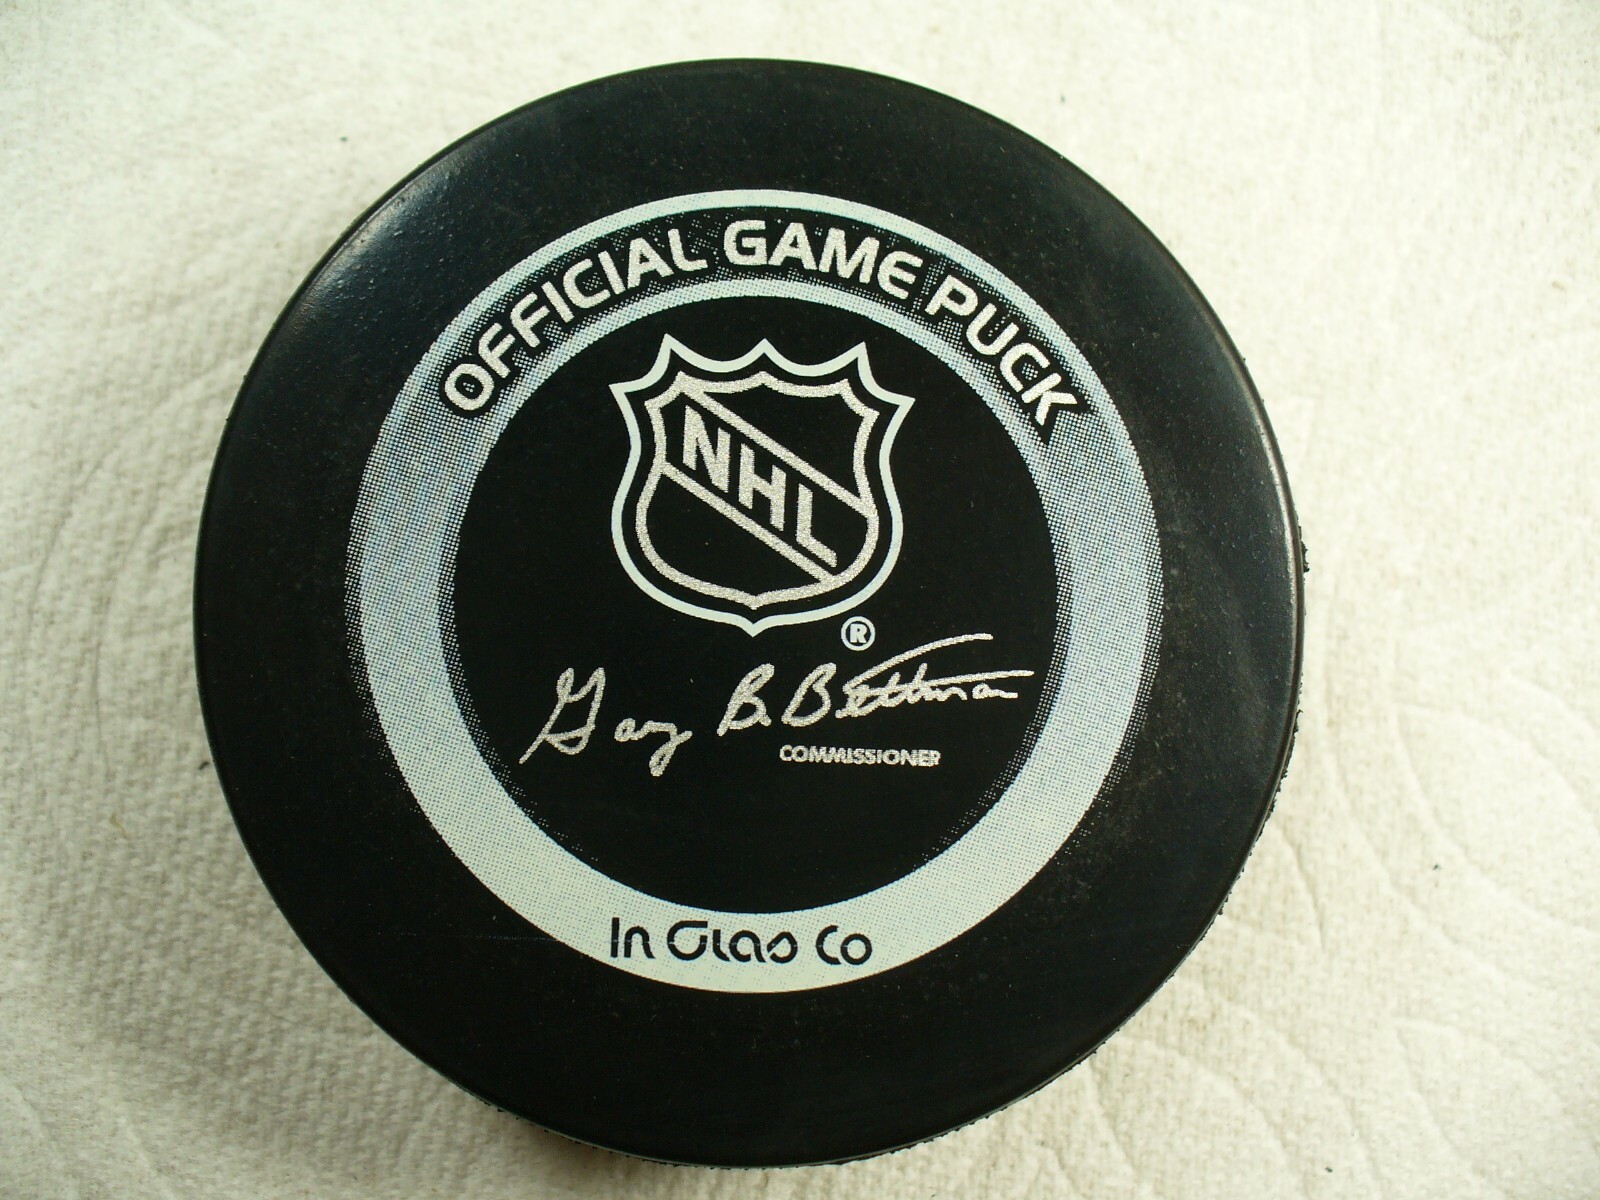 OFFICIAL GAME PUCK
NHL
®
Gary B. Bettman
COMMISSIONER
In Glas Co